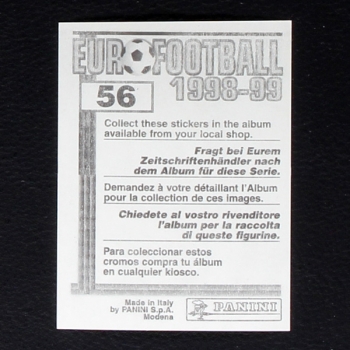 EURO FOOTBALL
56
1998-99
Collect these stickers in the album
available from your local shop.
Fragt bei Eurem
Zeitschriftenhändler nach
dem Album für diese Serie.
Demandez à votre détaillant l'Album
pour la collection de ces images.
Chiedete al vostro rivenditore
l'album per la raccolta
di queste figurine.
Para coleccionar estos
cromos compra tu álbum
en cualquier kiosco.
Made in Italy
by PANINI S.p.A.
Modena
PANINI